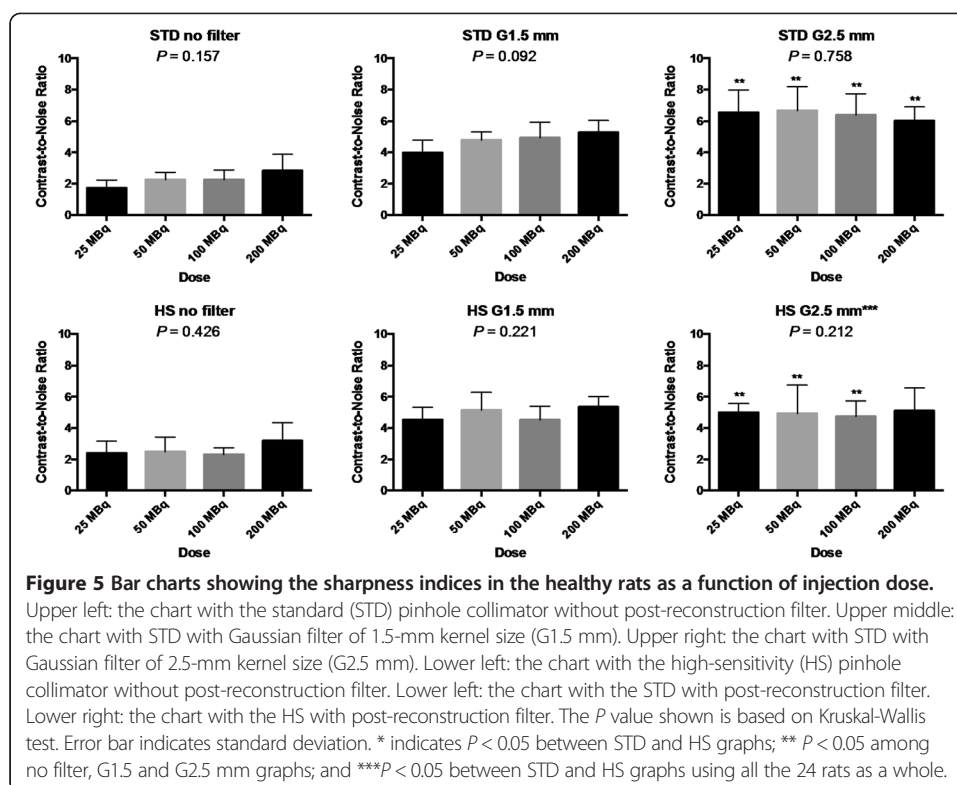 STD no filter
P = 0.157
Contrast-to-Noise Ratio
10
8
6
4
2
0
25 MBq
50 MBq
100 MBq
200 MBq
Dose
STD G1.5 mm
P = 0.092
Contrast-to-Noise Ratio
10
8
6
4
2
0
25 MBq
50 MBq
100 MBq
200 MBq
Dose
STD G2.5 mm
P = 0.758
Contrast-to-Noise Ratio
10
8
6
4
2
0
**
**
**
**
25 MBq
50 MBq
100 MBq
200 MBq
Dose
HS no filter
P = 0.426
Contrast-to-Noise Ratio
10
8
6
4
2
0
25 MBq
50 MBq
100 MBq
200 MBq
Dose
HS G1.5 mm
P = 0.221
Contrast-to-Noise Ratio
10
8
6
4
2
0
25 MBq
50 MBq
100 MBq
200 MBq
Dose
HS G2.5 mm***
P = 0.212
Contrast-to-Noise Ratio
10
8
6
4
2
0
**
**
**
25 MBq
50 MBq
100 MBq
200 MBq
Dose
Figure 5 Bar charts showing the sharpness indices in the healthy rats as a function of injection dose.
Upper left: the chart with the standard (STD) pinhole collimator without post-reconstruction filter. Upper middle:
the chart with STD with Gaussian filter of 1.5-mm kernel size (G1.5 mm). Upper right: the chart with STD with
Gaussian filter of 2.5-mm kernel size (G2.5 mm). Lower left: the chart with the high-sensitivity (HS) pinhole
collimator without post-reconstruction filter. Lower left: the chart with the STD with post-reconstruction filter.
Lower right: the chart with the HS with post-reconstruction filter. The P value shown is based on Kruskal-Wallis
test. Error bar indicates standard deviation. * indicates P < 0.05 between STD and HS graphs; ** P < 0.05 among
no filter, G1.5 and G2.5 mm graphs; and ***P < 0.05 between STD and HS graphs using all the 24 rats as a whole.